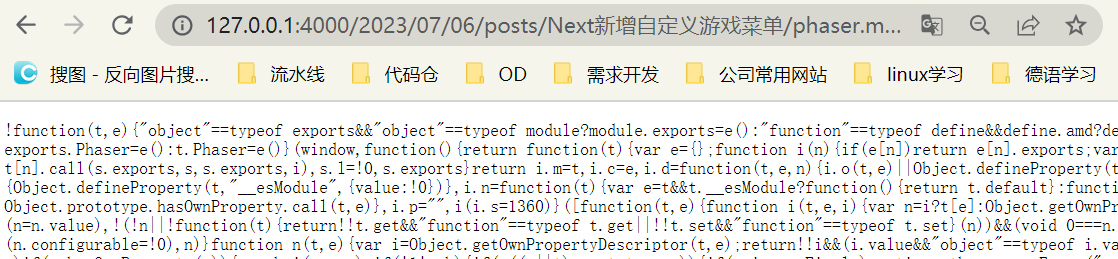 127.0.0.1:4000/2023/07/06/posts/Next新增自定义游戏菜单/phaser.m...
搜图 - 反向图片搜... 流水线 代码仓 OD 需求开发 公司常用网站 linux学习 德语学习
!function(t,e){"object"==typeof exports&&"object"==typeof module?module.exports=e():"function"==typeof define&&define.amd?de
exports.Phaser=e():t.Phaser=e()}(window,function(){return function(t){var e={};function i(n){if(e[n])return e[n].exports;var
t[n].call(s.exports,s,s.exports,i),s.l=!0,s.exports}return i.m=t,i.c=e,i.d=function(t,e,n){i.o(t,e)||Object.defineProperty(t
{Object.defineProperty(t,"__esModule",{value:!0})},i.n=function(t){var e=t&&t.__esModule?function(){return t.default}:functi
Object.prototype.hasOwnProperty.call(t,e)},i.p="",i(i.s=1360)}([function(t,e){function i(t,e,i){var n=i?t[e]:Object.getOwnPr
(n=n.value),!(!n||!function(t){return!!t.get&&"function"==typeof t.get||!!t.set&&"function"==typeof t.set}(n))&&(void 0===n.
(n.configurable=!0),n)}function n(t,e){var i=Object.getOwnPropertyDescriptor(t,e);return!!i&&(i.value&&"object"==typeof i.va